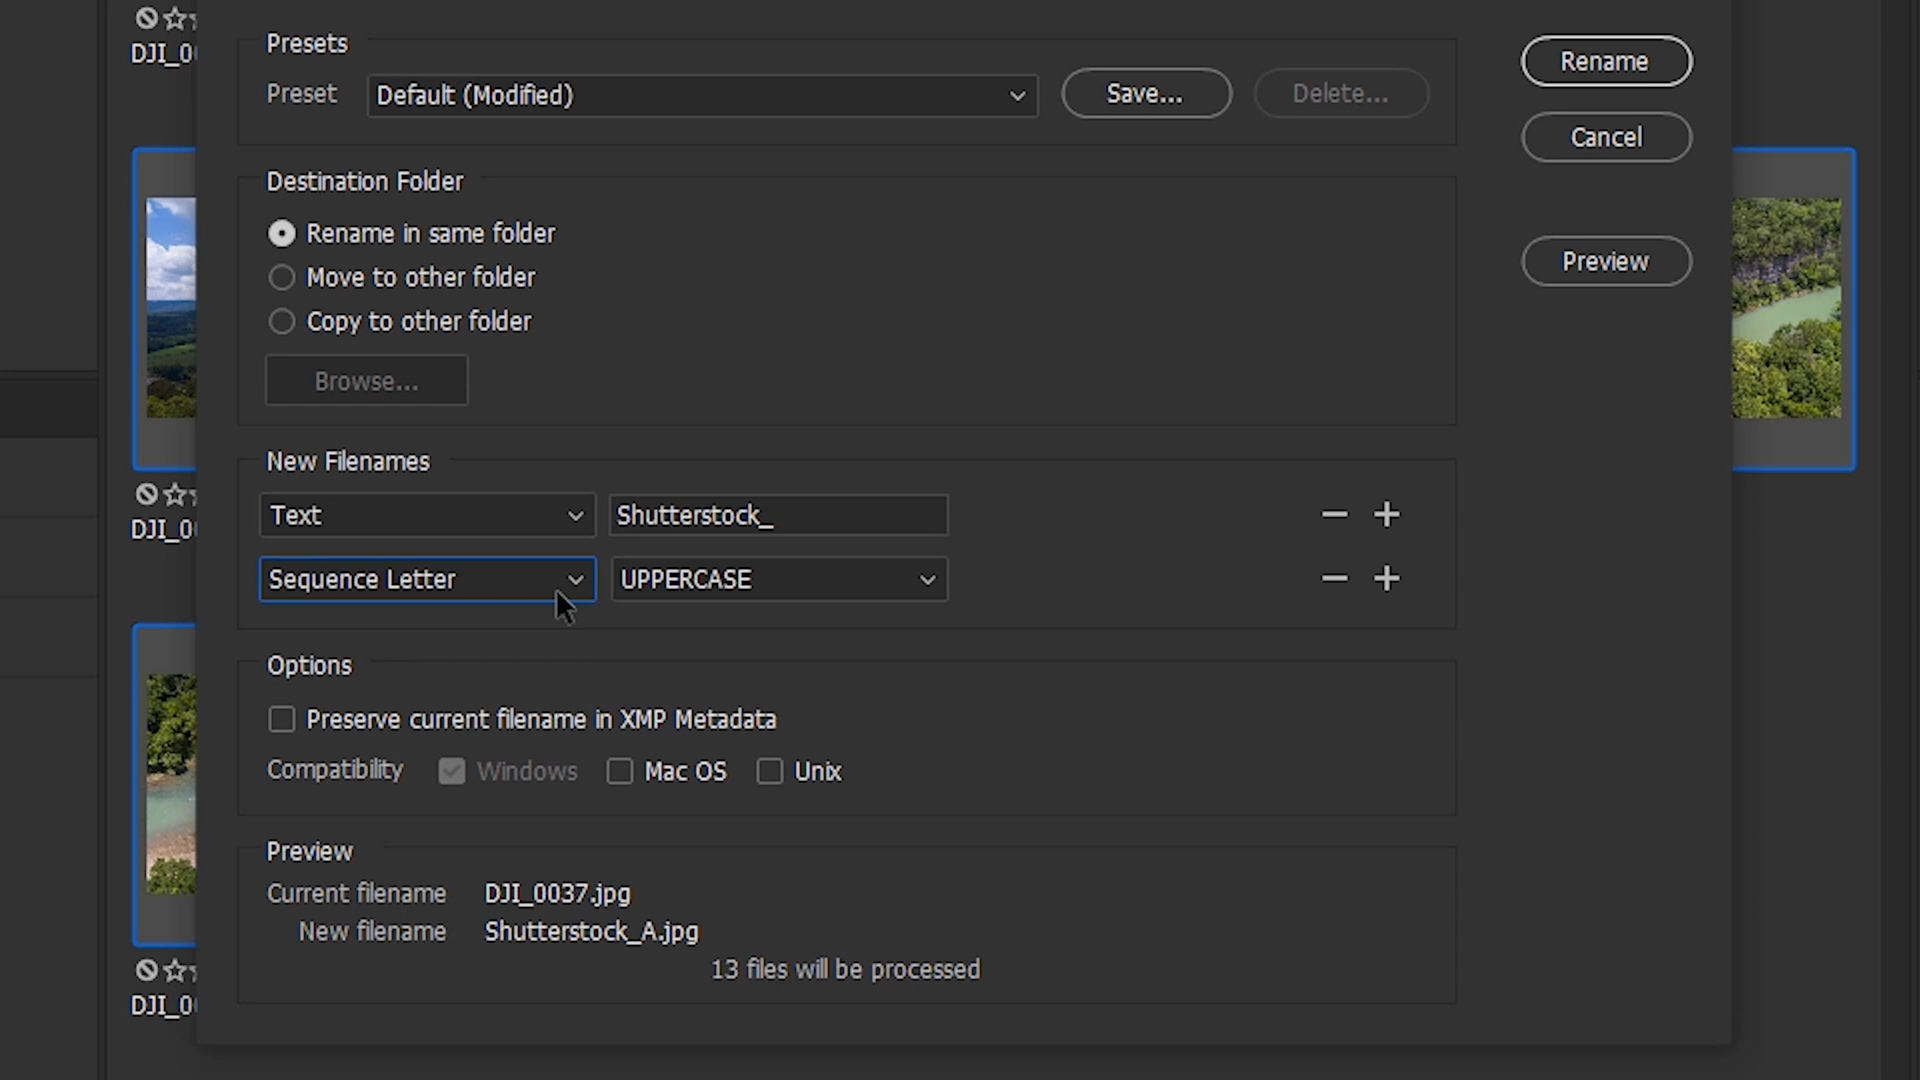 DJI_0
Presets
Preset
Default (Modified)
Save...
Delete...
Rename
Cancel
Destination Folder
Rename in same folder
Move to other folder
Copy to other folder
Browse...
Preview
New Filenames
Text
Shutterstock_
DJI_0
Sequence Letter
UPPERCASE
Options
Preserve current filename in XMP Metadata
Compatibility
Windows
Mac OS
Unix
Preview
Current filename
DJI_0037.jpg
New filename
Shutterstock_A.jpg
13 files will be processed
DJI_0